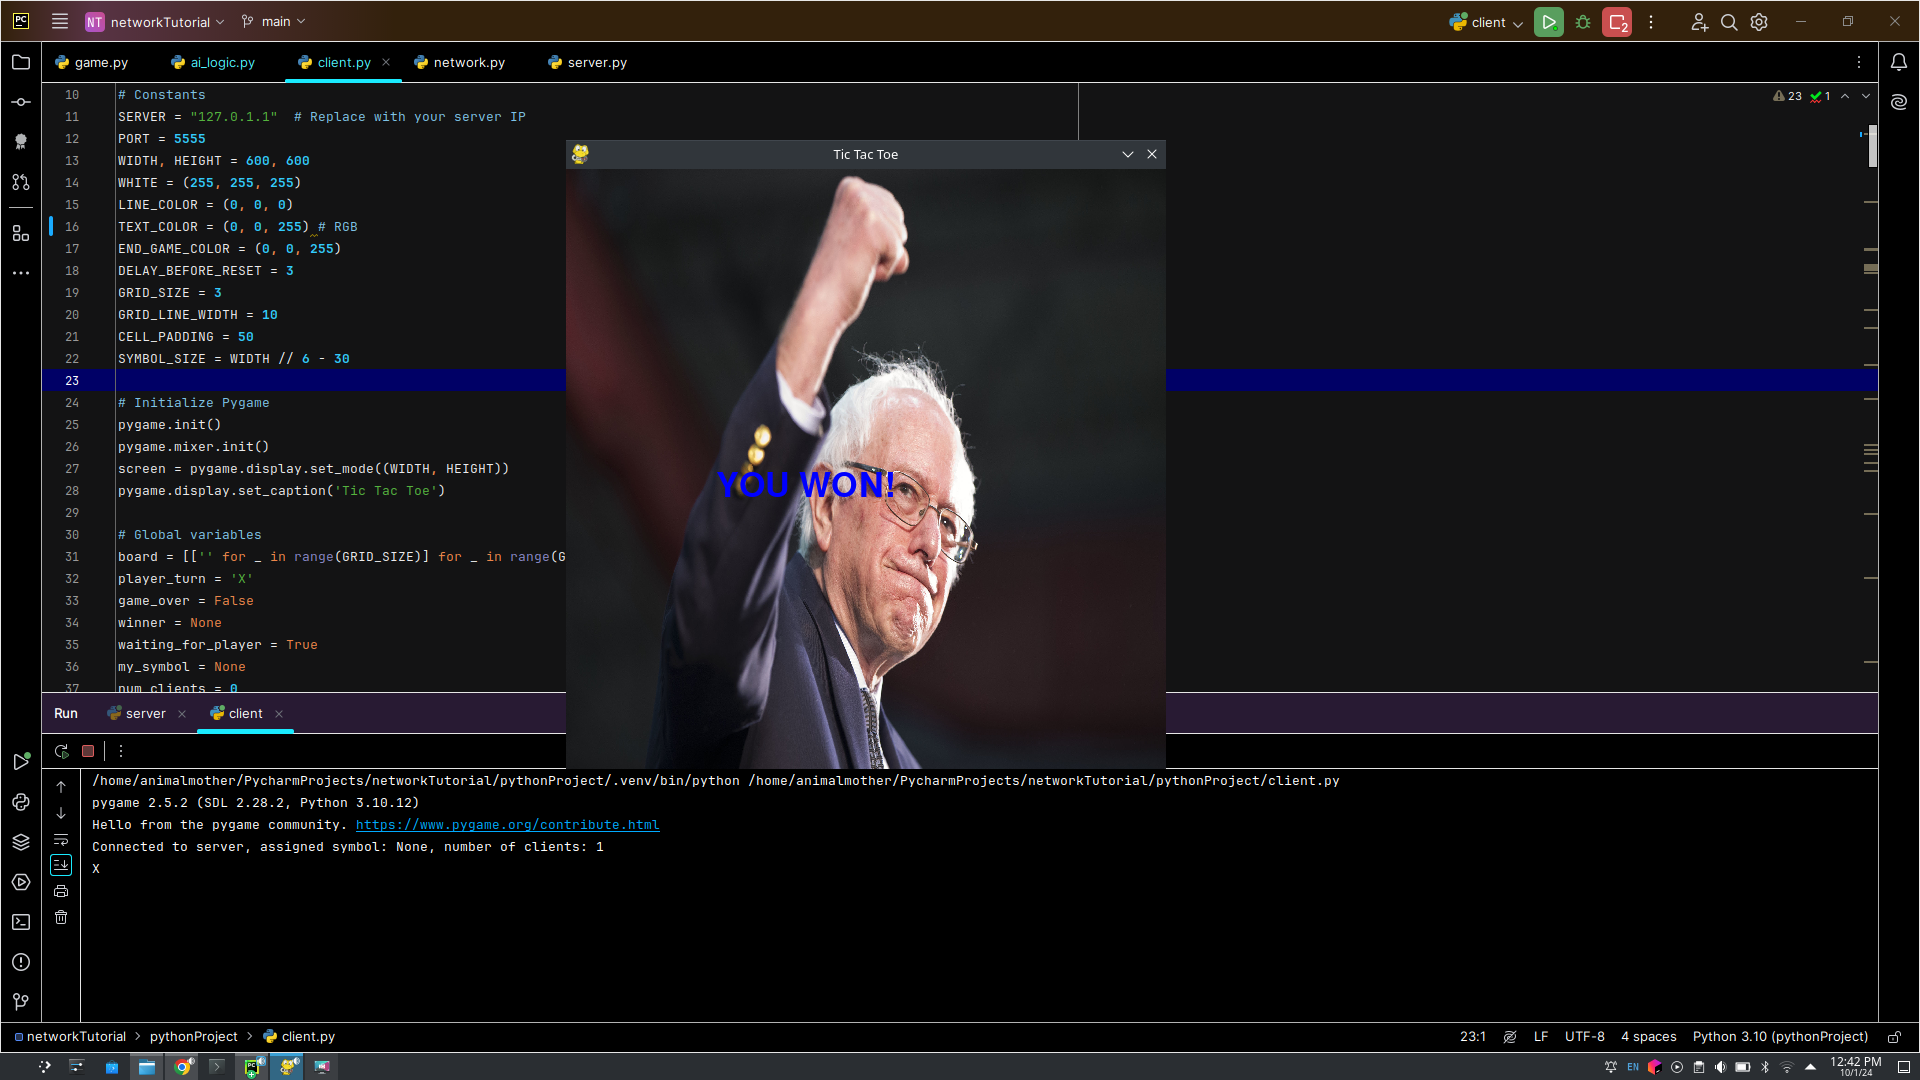 PC
NT networkTutorial
main
client
2
game.py
ai_logic.py
client.py
network.py
server.py
23
1
10 # Constants
11 SERVER = "127.0.1.1"  # Replace with your server IP
12 PORT = 5555
13 WIDTH, HEIGHT = 600, 600
14 WHITE = (255, 255, 255)
15 LINE_COLOR = (0, 0, 0)
16 TEXT_COLOR = (0, 0, 255) # RGB
17 END_GAME_COLOR = (0, 0, 255)
18 DELAY_BEFORE_RESET = 3
19 GRID_SIZE = 3
20 GRID_LINE_WIDTH = 10
21 CELL_PADDING = 50
22 SYMBOL_SIZE = WIDTH // 6 - 30
23
24 # Initialize Pygame
25 pygame.init()
26 pygame.mixer.init()
27 screen = pygame.display.set_mode((WIDTH, HEIGHT))
28 pygame.display.set_caption('Tic Tac Toe')
29
30 # Global variables
31 board = [['' for _ in range(GRID_SIZE)] for _ in range(G
32 player_turn = 'X'
33 game_over = False
34 winner = None
35 waiting_for_player = True
36 my_symbol = None
37 num_clients = 0
Tic Tac Toe
YOU WON!
Run
server
client
/home/animalmother/PycharmProjects/networkTutorial/pythonProject/.venv/bin/python /home/animalmother/PycharmProjects/networkTutorial/pythonProject/client.py
pygame 2.5.2 (SDL 2.28.2, Python 3.10.12)
Hello from the pygame community. https://www.pygame.org/contribute.html
Connected to server, assigned symbol: None, number of clients: 1
X
networkTutorial
pythonProject
client.py
23:1
LF
UTF-8
4 spaces
Python 3.10 (pythonProject)
EN
12:42 PM
10/1/24